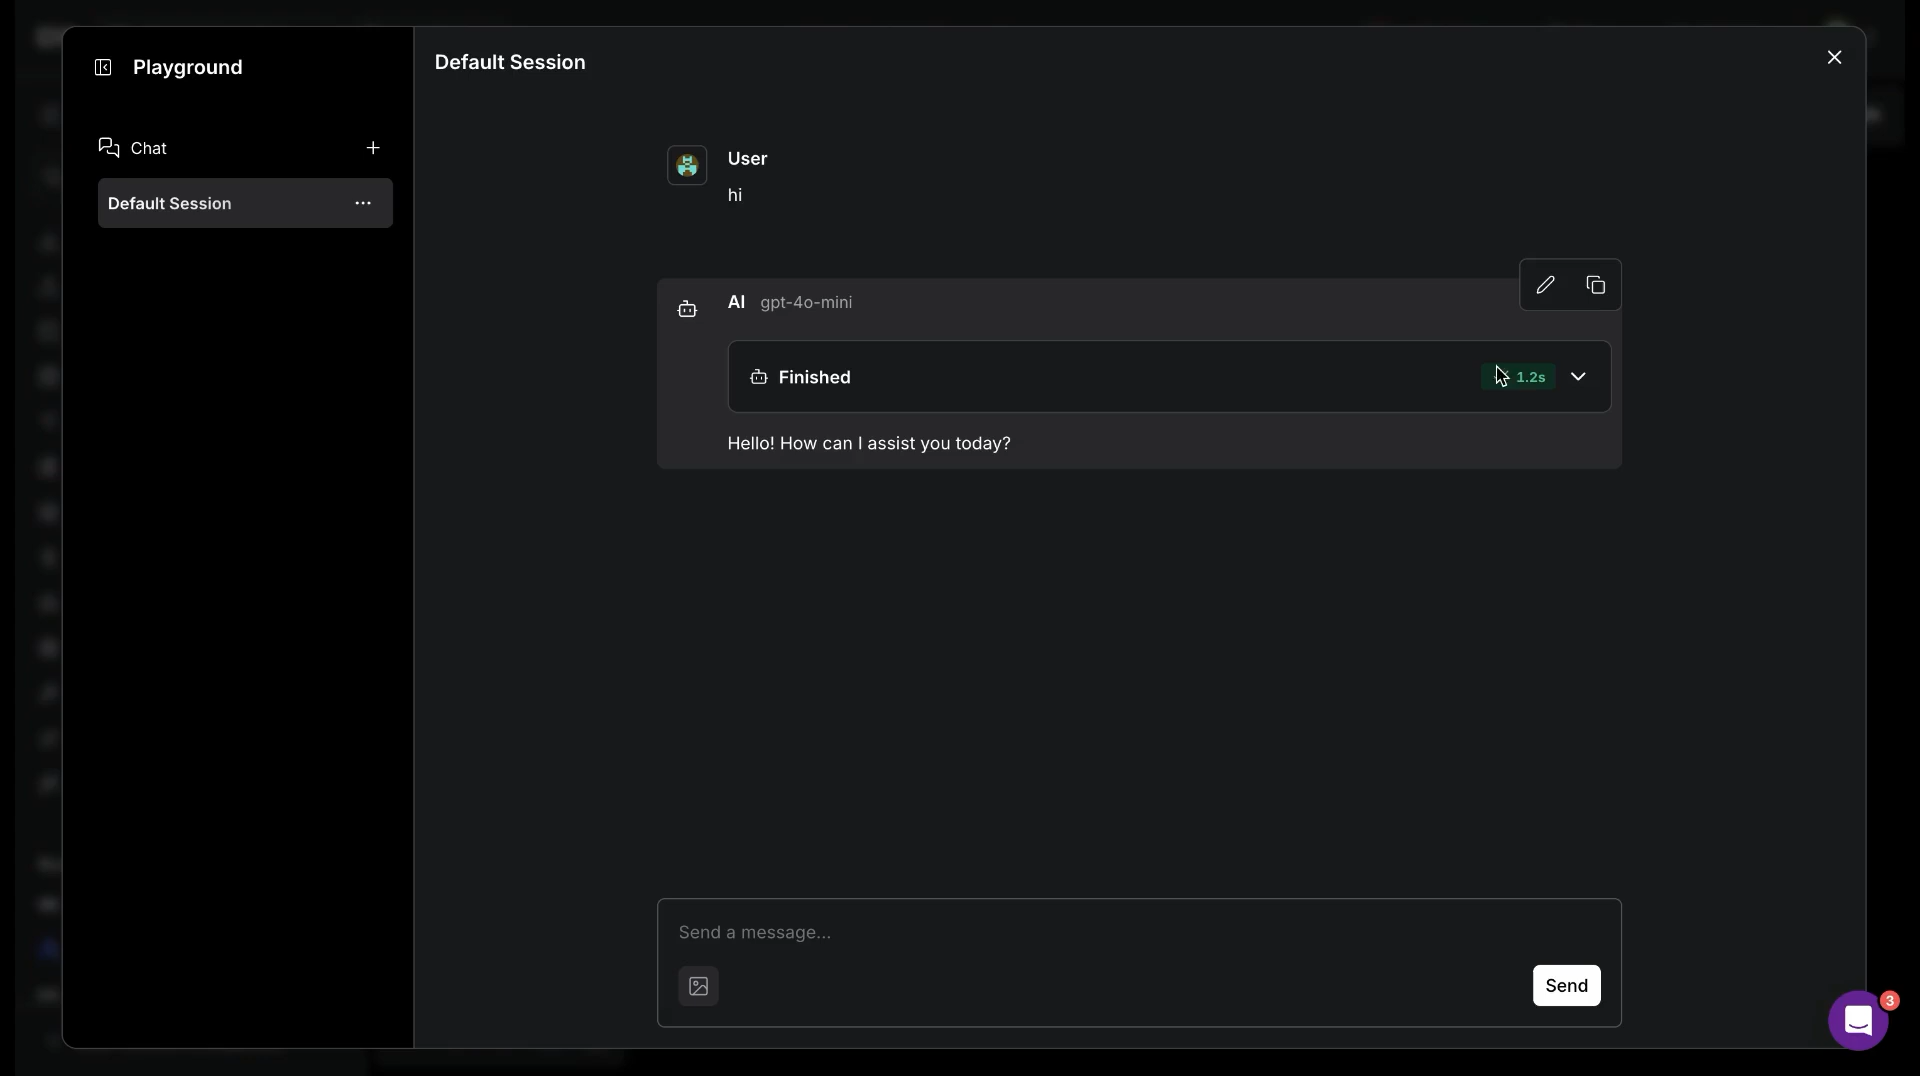 Playground
Default Session
Chat
Default Session
User
hi
AI gpt-4o-mini
Finished
1.2s
Hello! How can I assist you today?
Send a message...
Send
3